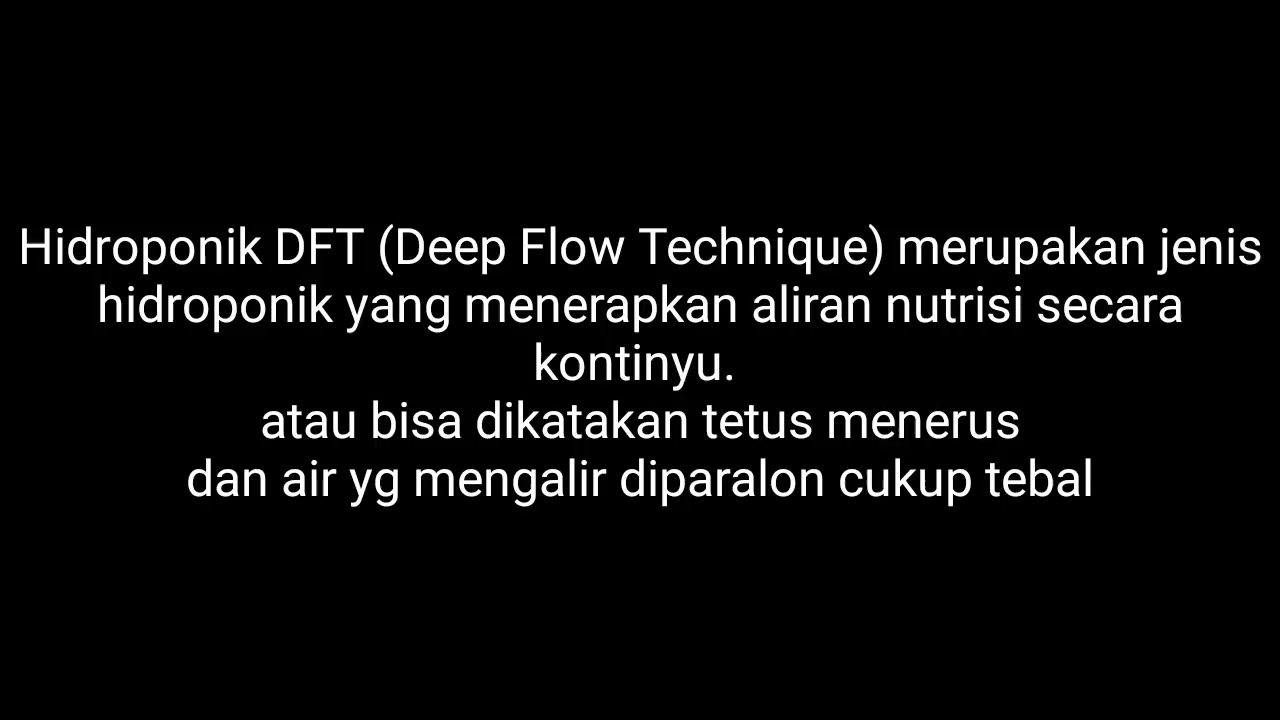 Hidroponik DFT (Deep Flow Technique) merupakan jenis
hidroponik yang menerapkan aliran nutrisi secara
kontinyu.
atau bisa dikatakan tetus menerus
dan air yg mengalir diparalon cukup tebal